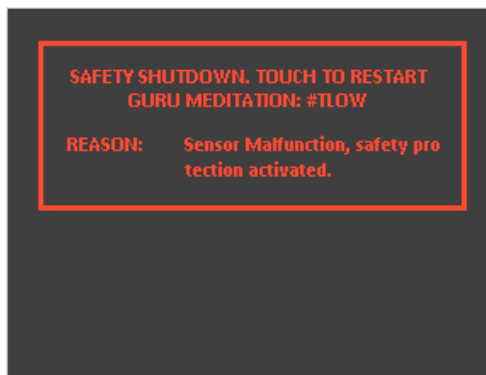 SAFETY SHUTDOWN. TOUCH TO RESTART
GURU MEDITATION: #TLOW
REASON: Sensor Malfunction, safety pro
tection activated.